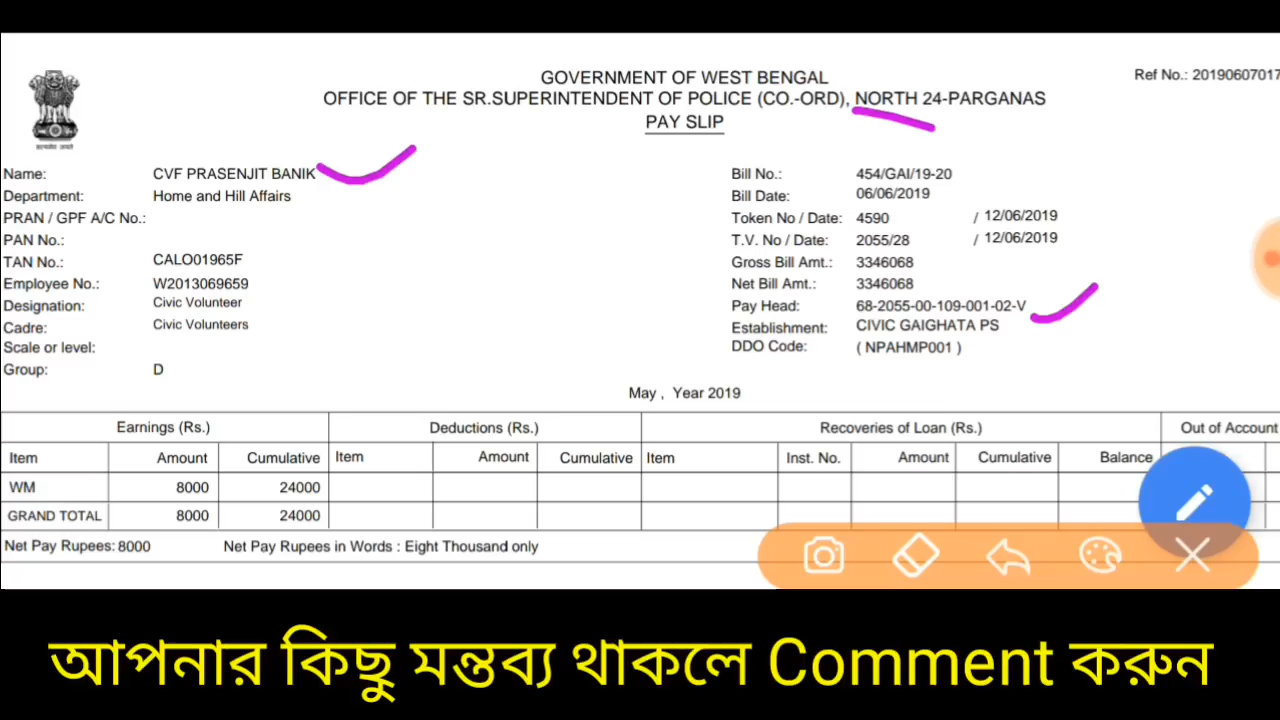 GOVERNMENT OF WEST BENGAL
Ref No.: 20190607017
OFFICE OF THE SR.SUPERINTENDENT OF POLICE (CO.-ORD), NORTH 24-PARGANAS
PAY SLIP
Name: CVF PRASENJIT BANIK
Department: Home and Hill Affairs
PRAN / GPF A/C No.:
PAN No.:
TAN No.: CALO01965F
Employee No.: W2013069659
Designation: Civic Volunteer
Cadre: Civic Volunteers
Scale or level:
Group: D
Bill No.: 454/GAI/19-20
Bill Date: 06/06/2019
Token No / Date: 4590 / 12/06/2019
T.V. No / Date: 2055/28 / 12/06/2019
Gross Bill Amt.: 3346068
Net Bill Amt.: 3346068
Pay Head: 68-2055-00-109-001-02-V
Establishment: CIVIC GAIGHATA PS
DDO Code: ( NPAHMP001 )
May , Year 2019
Earnings (Rs.) Deductions (Rs.) Recoveries of Loan (Rs.) Out of Account
Item Amount Cumulative Item Amount Cumulative Item Inst. No. Amount Cumulative Balance
WM 8000 24000
GRAND TOTAL 8000 24000
Net Pay Rupees: 8000 Net Pay Rupees in Words : Eight Thousand only
আপনার কিছু মন্তব্য থাকলে Comment করুন